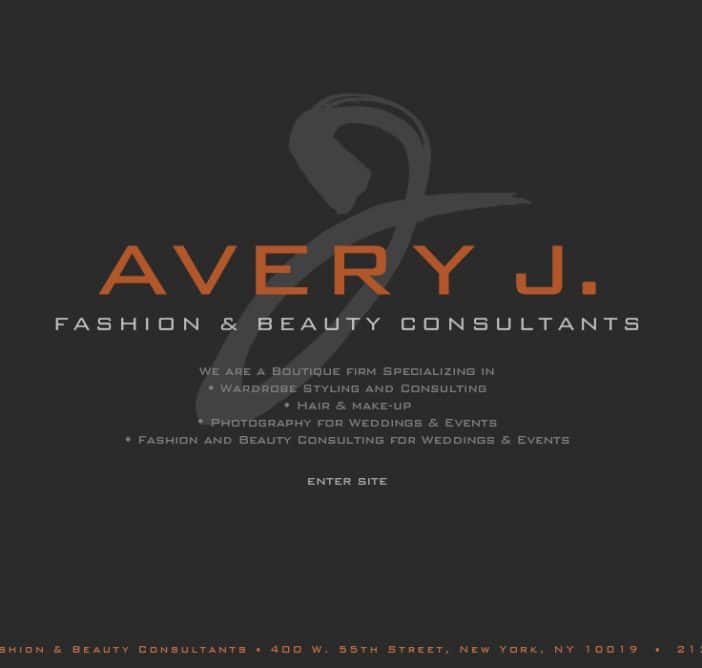 AVERY J.
FASHION & BEAUTY CONSULTANTS
We are a Boutique firm Specializing in
• Wardrobe Styling and Consulting
• Hair & make-up
• Photography for Weddings & Events
• Fashion and Beauty Consulting for Weddings & Events
ENTER SITE
& Beauty Consultants • 400 W. 55th Street, New York, NY 10019 •